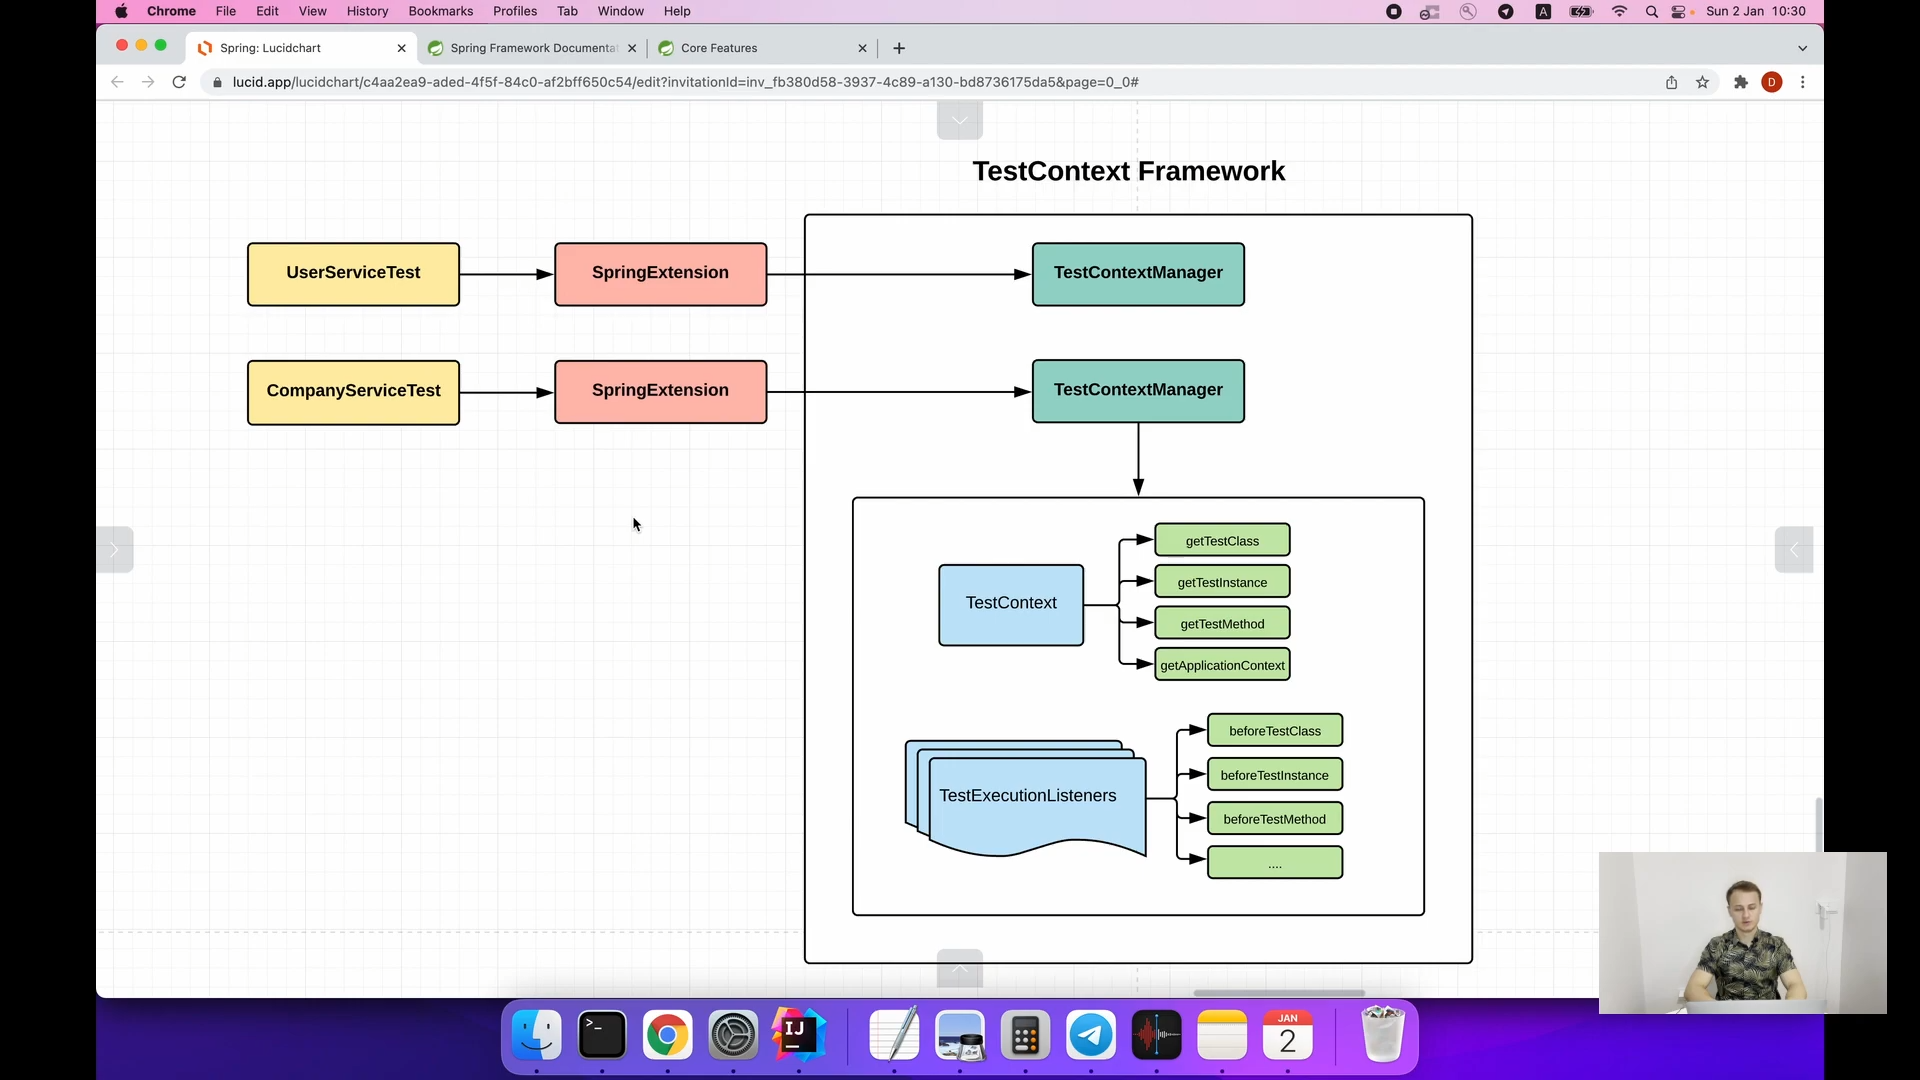 Chrome File Edit View History Bookmarks Profiles Tab Window Help
A
Sun 2 Jan 10:30
Spring: Lucidchart
Spring Framework Documentat
Core Features
lucid.app/lucidchart/c4aa2ea9-aded-4f5f-84c0-af2bff650c54/edit?invitationId=inv_fb380d58-3937-4c89-a130-bd8736175da5&page=0_0#
D
TestContext Framework
UserServiceTest
SpringExtension
TestContextManager
CompanyServiceTest
SpringExtension
TestContextManager
TestContext
getTestClass
getTestInstance
getTestMethod
getApplicationContext
TestExecutionListeners
beforeTestClass
beforeTestInstance
beforeTestMethod
....
>_
IJ
JAN
2